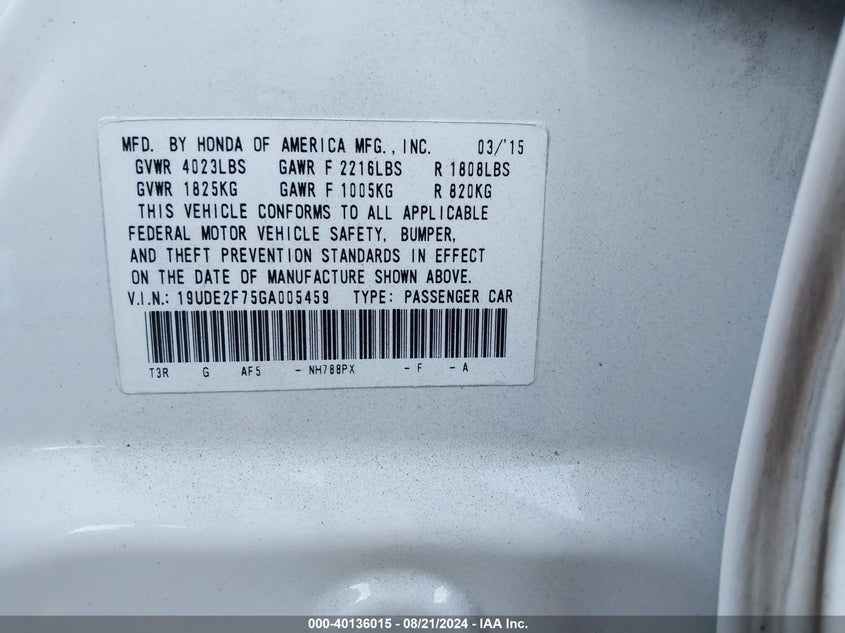 MFD. BY HONDA OF AMERICA MFG., INC. 03/'15
GVWR 4023LBS GAWR F 2216LBS R 1808LBS
GVWR 1825KG GAWR F 1005KG R 820KG
THIS VEHICLE CONFORMS TO ALL APPLICABLE
FEDERAL MOTOR VEHICLE SAFETY, BUMPER,
AND THEFT PREVENTION STANDARDS IN EFFECT
ON THE DATE OF MANUFACTURE SHOWN ABOVE.
V.I.N.: 19UDE2F75GA005459 TYPE: PASSENGER CAR
T3R G AF5 - NH788PX - F - A
000-40136015 - 08/21/2024 - IAA Inc.